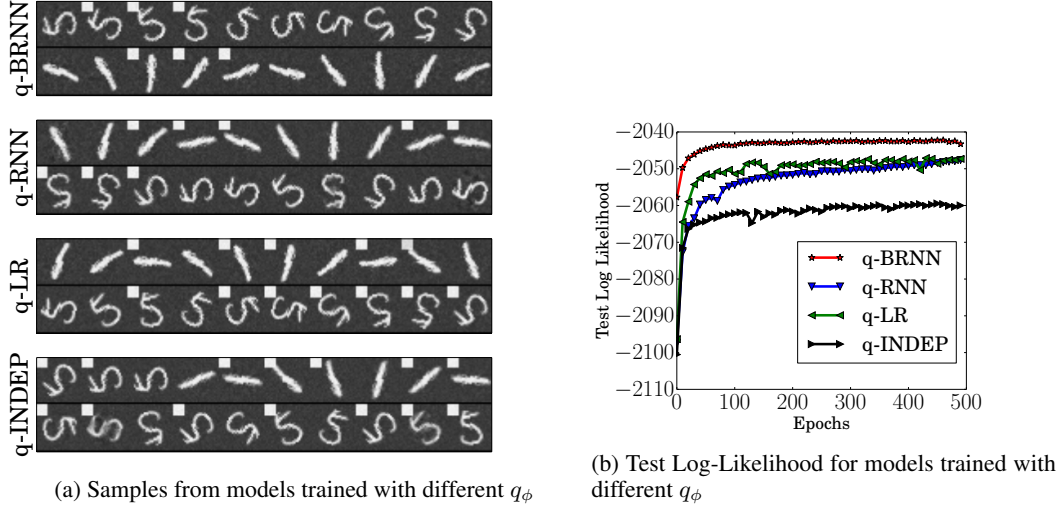 q-BRNN
q-RNN
q-LR
q-INDEP
(a) Samples from models trained with different qϕ
Test Log Likelihood
−2040
−2050
−2060
−2070
−2080
−2090
−2100
−2110
0 100 200 300 400 500
Epochs
q-BRNN
q-RNN
q-LR
q-INDEP
(b) Test Log-Likelihood for models trained with
different qϕ